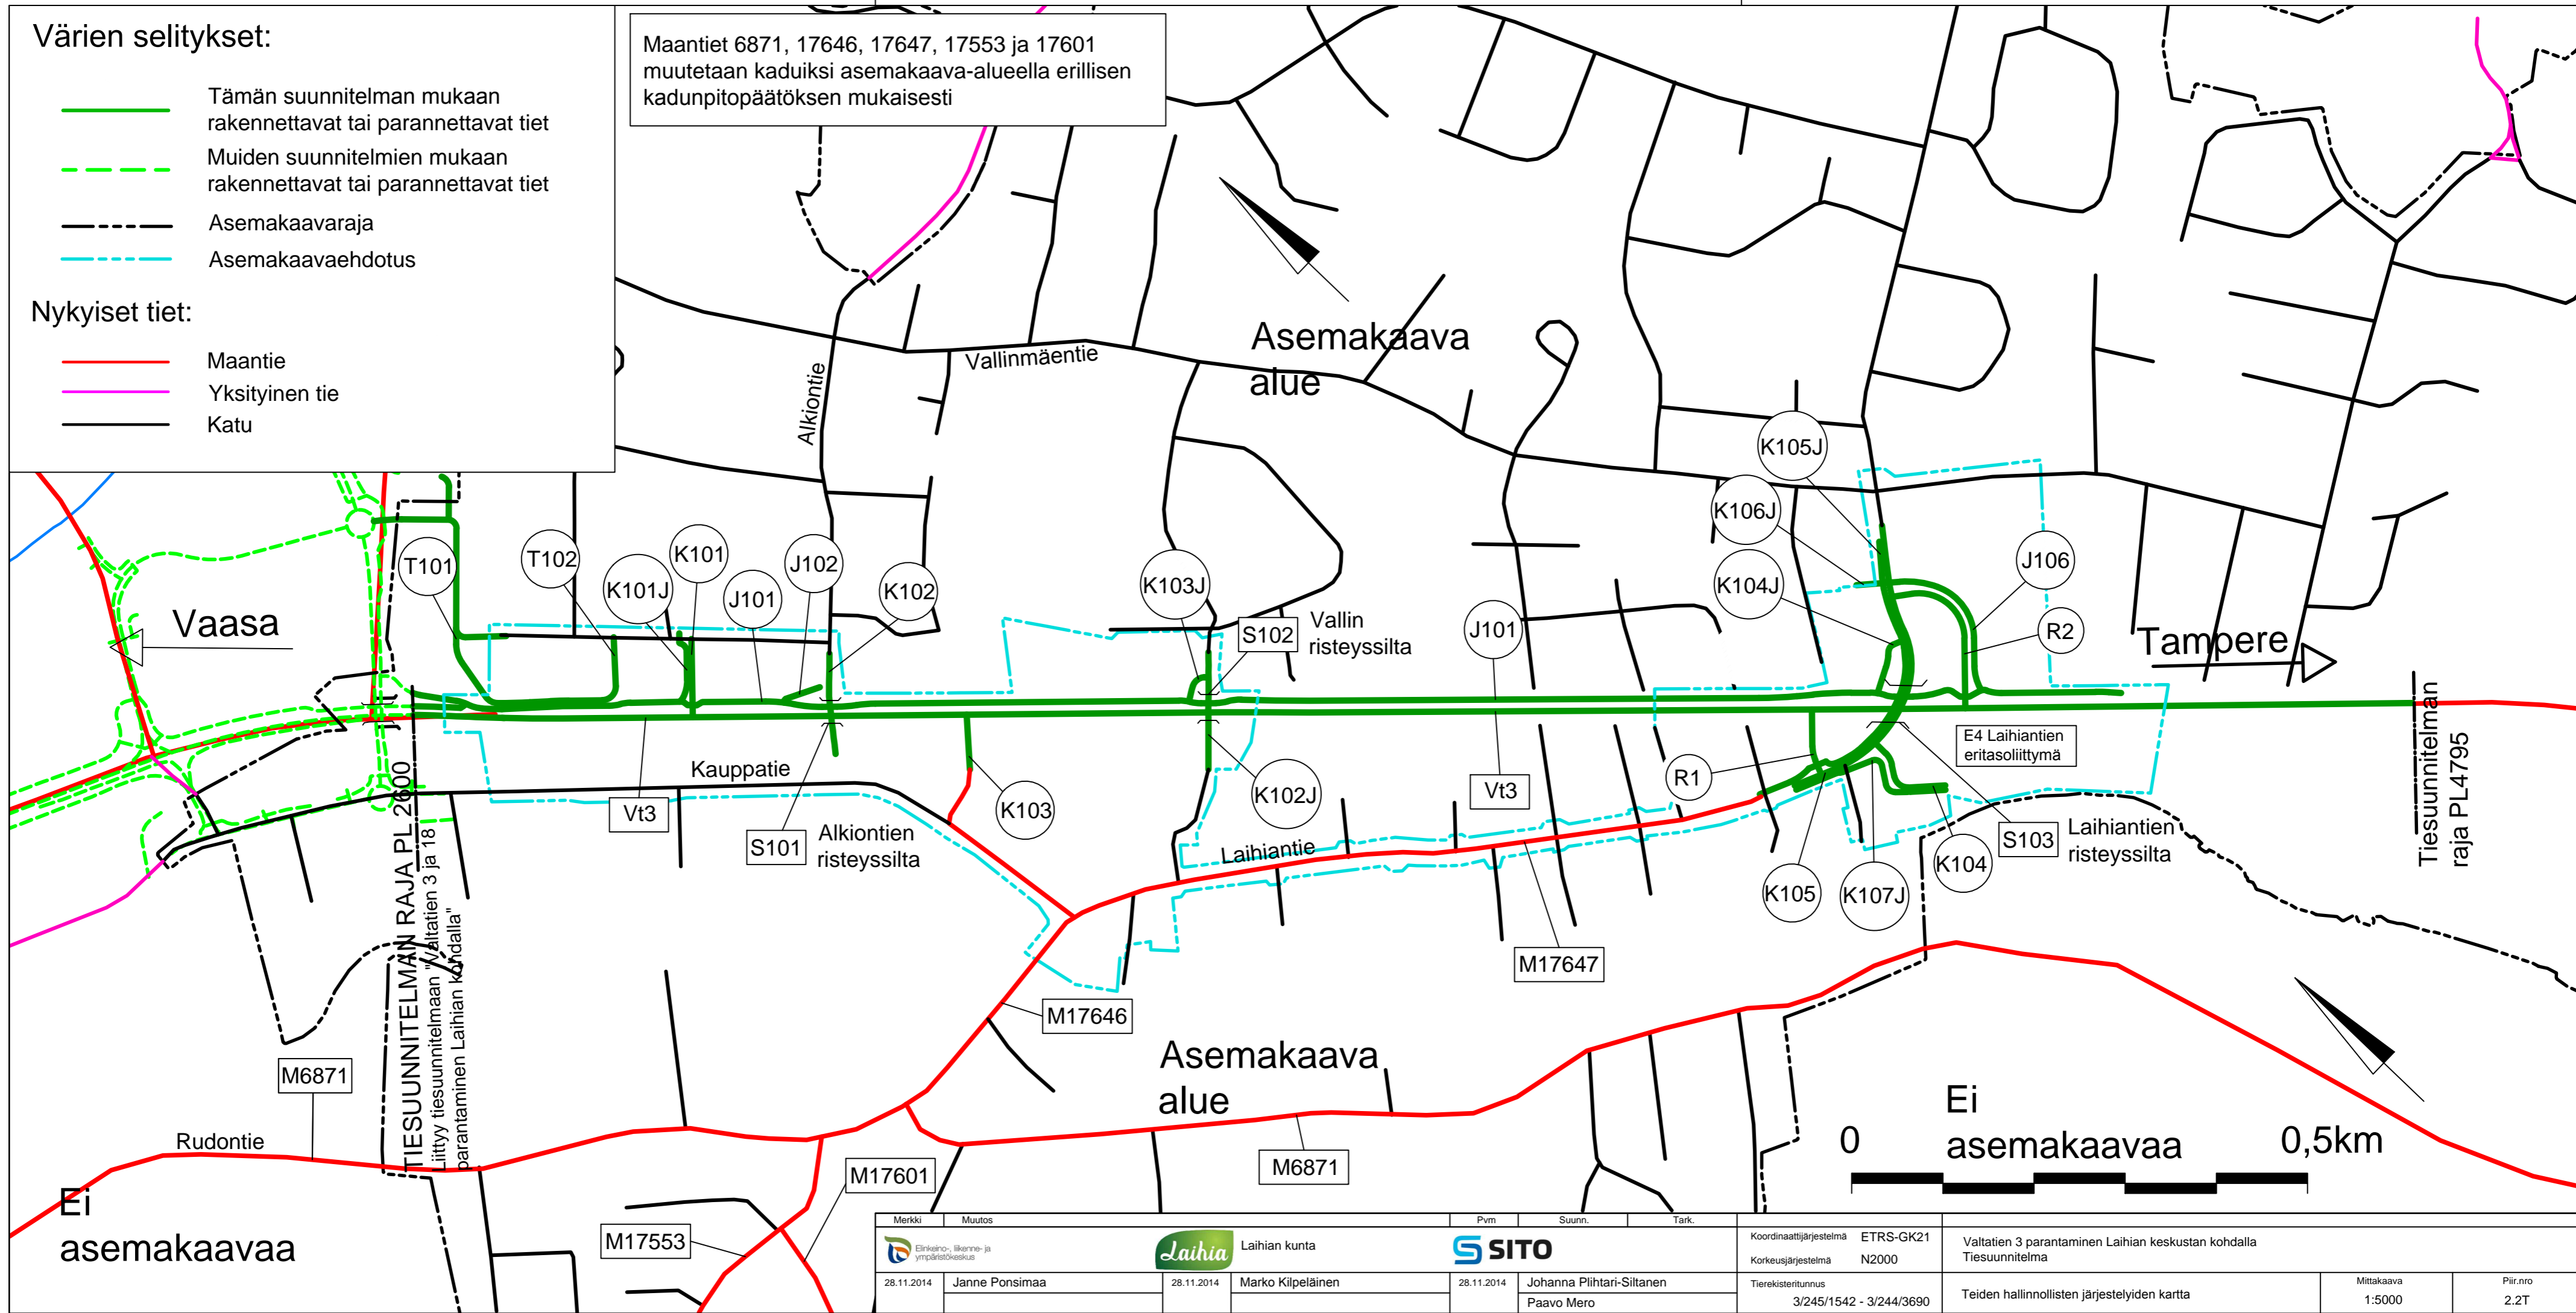 Värien selitykset:
Tämän suunnitelman mukaan
rakennettavat tai parannettavat tiet
Muiden suunnitelmien mukaan
rakennettavat tai parannettavat tiet
Asemakaavaraja
Asemakaavaehdotus
Nykyiset tiet:
Maantie
Yksityinen tie
Katu
Maantiet 6871, 17646, 17647, 17553 ja 17601
muutetaan kaduiksi asemakaava-alueella erillisen
kadunpitopäätöksen mukaisesti
Asemakaava
alue
Vallinmäentie
Alkiontie
K105J
K106J
K104J
J106
R2
T101
T102
K101J
K101
J101
J102
K102
K103J
S102
Vallin
risteyssilta
J101
Vaasa
Tampere
E4 Laihiantien
eritasoliittymä
Kauppatie
Vt3
S101
Alkiontien
risteyssilta
K103
K102J
Vt3
R1
Laihiantie
K105
K107J
K104
S103
Laihiantien
risteyssilta
Tiesuunnitelman
raja PL4795
TIESUUNNITELMAN RAJA PL 2600
Liittyy tiesuunnitelmaan "Valtatien 3 ja 18
parantaminen Laihian kohdalla"
M17647
M17646
M6871
Rudontie
Asemakaava
alue
M6871
M17601
M17553
Ei
asemakaavaa
Ei
asemakaavaa
0
0,5km
Merkki
Muutos
Pvm
Suunn.
Tark.
Elinkeino-, liikenne- ja
ympäristökeskus
Laihia
Laihian kunta
SITO
Koordinaattijärjestelmä ETRS-GK21
Korkeusjärjestelmä N2000
Valtatien 3 parantaminen Laihian keskustan kohdalla
Tiesuunnitelma
28.11.2014 Janne Ponsimaa
28.11.2014 Marko Kilpeläinen
28.11.2014 Johanna Plihtari-Siltanen
Paavo Mero
Tierekisteritunnus
3/245/1542 - 3/244/3690
Teiden hallinnollisten järjestelyiden kartta
Mittakaava
1:5000
Piir.nro
2.2T